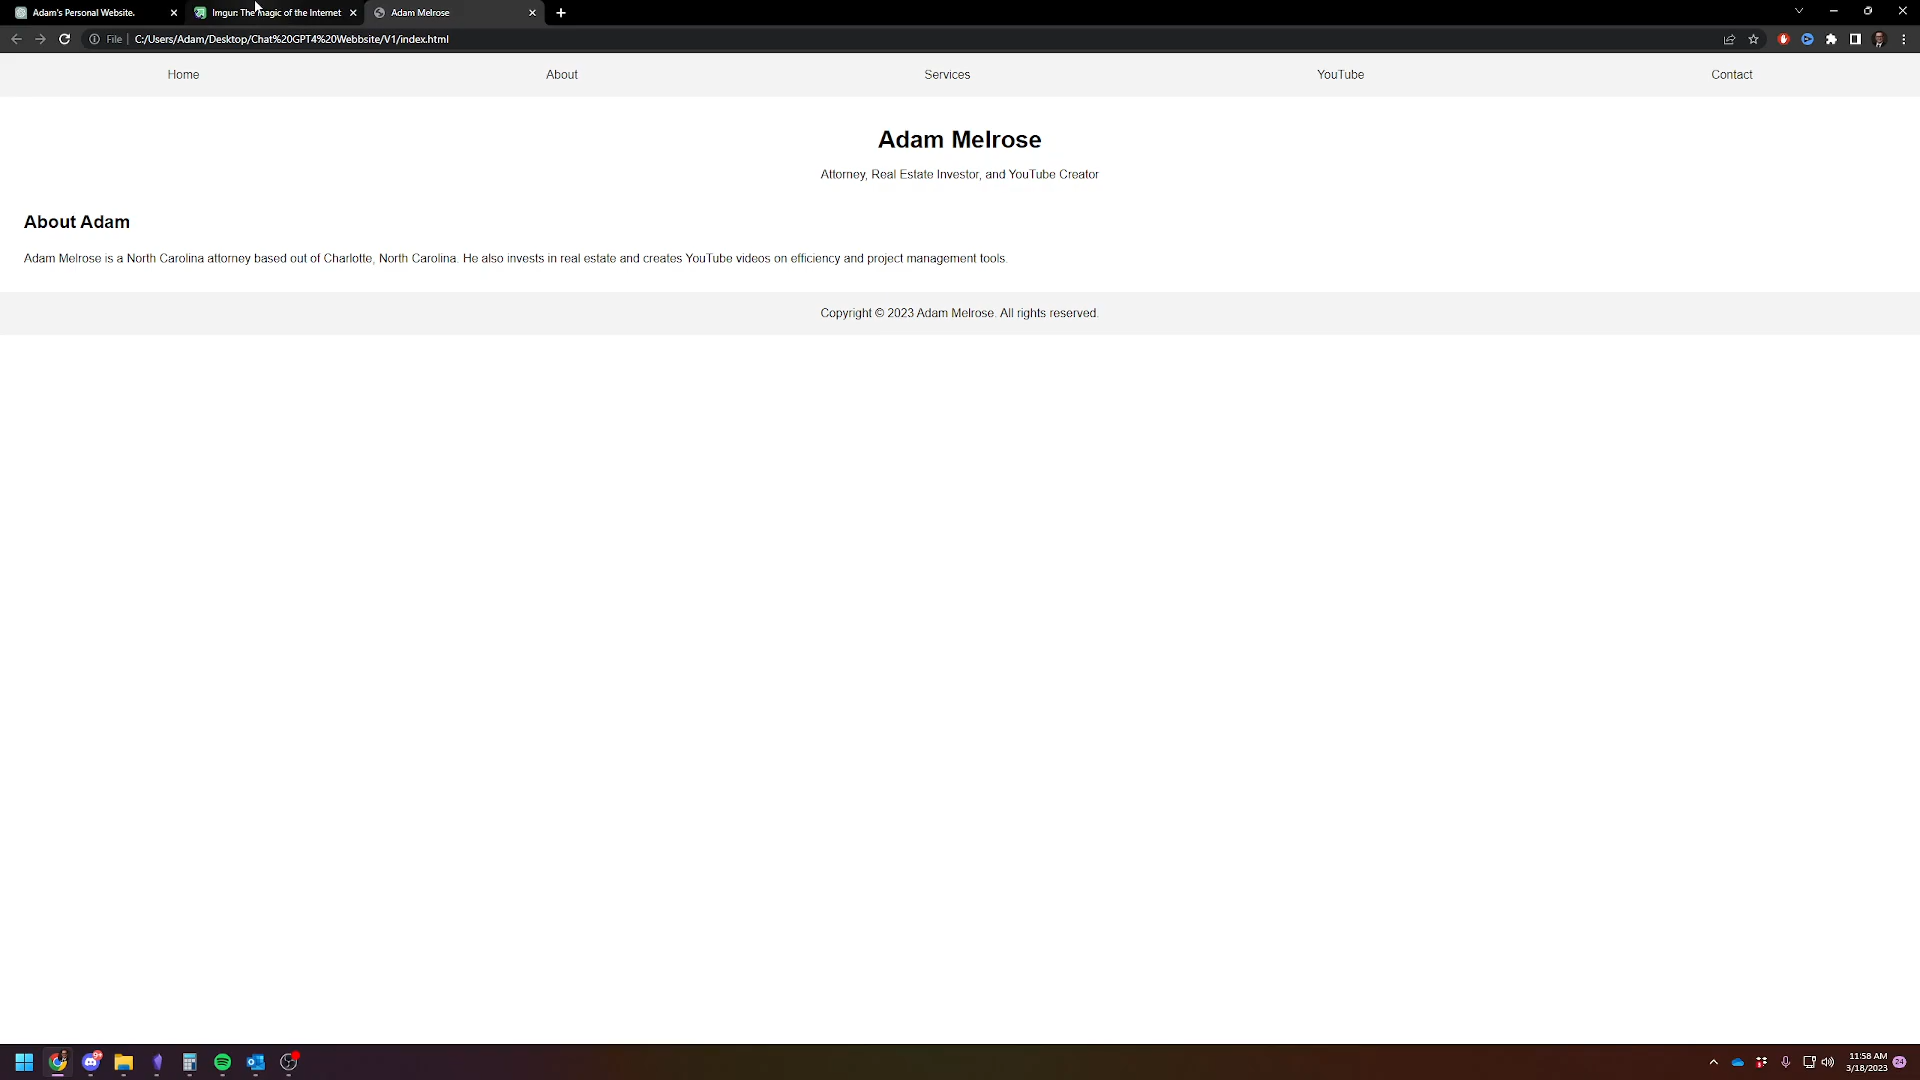 Adam's Personal Website.
Imgur: The magic of the Internet
Adam Melrose
File
C:/Users/Adam/Desktop/Chat%20GPT4%20Webbsite/V1/index.html
Home About Services YouTube Contact
Adam Melrose
Attorney, Real Estate Investor, and YouTube Creator
About Adam
Adam Melrose is a North Carolina attorney based out of Charlotte, North Carolina. He also invests in real estate and creates YouTube videos on efficiency and project management tools.
Copyright © 2023 Adam Melrose. All rights reserved.
11:58 AM
3/18/2023
24